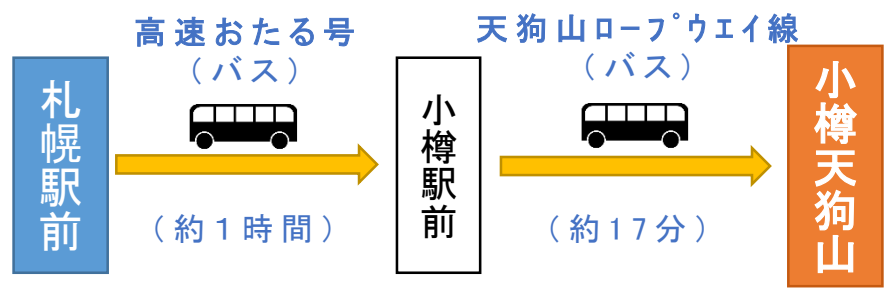 高速おたる号
（バス）
天狗山ロープウエイ線
（バス）
札幌駅前
小樽駅前
小樽天狗山
（約１時間）
（約17分）